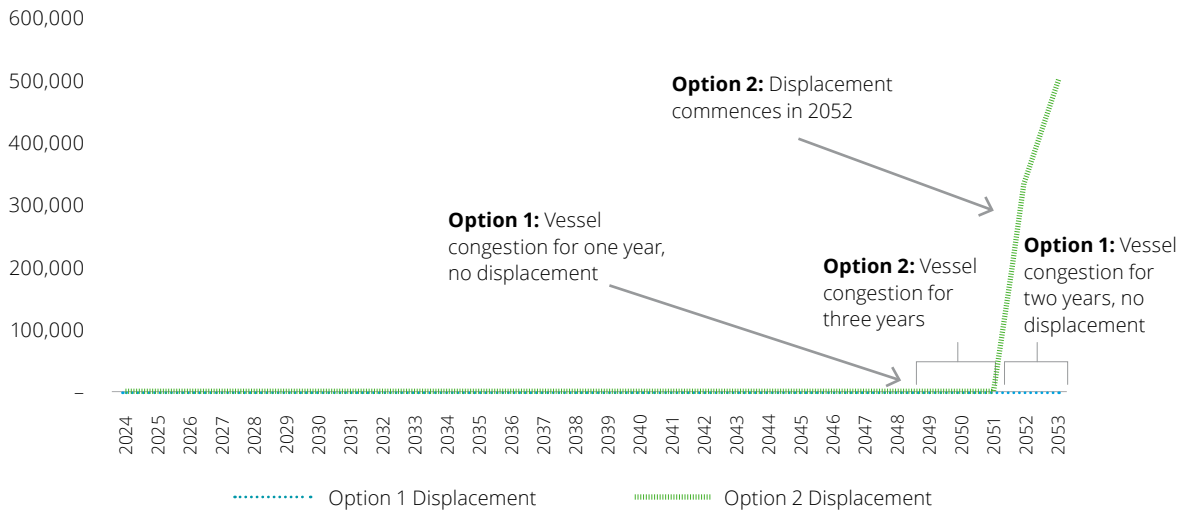 600,000
500,000
400,000
300,000
200,000
100,000
–
Option 2: Displacement
commences in 2052
Option 1: Vessel
congestion for one year,
no displacement
Option 2: Vessel
congestion for
three years
Option 1: Vessel
congestion for
two years, no
displacement
2024
2025
2026
2027
2028
2029
2030
2031
2032
2033
2034
2035
2036
2037
2038
2039
2040
2041
2042
2043
2044
2045
2046
2047
2048
2049
2050
2051
2052
2053
Option 1 Displacement
Option 2 Displacement